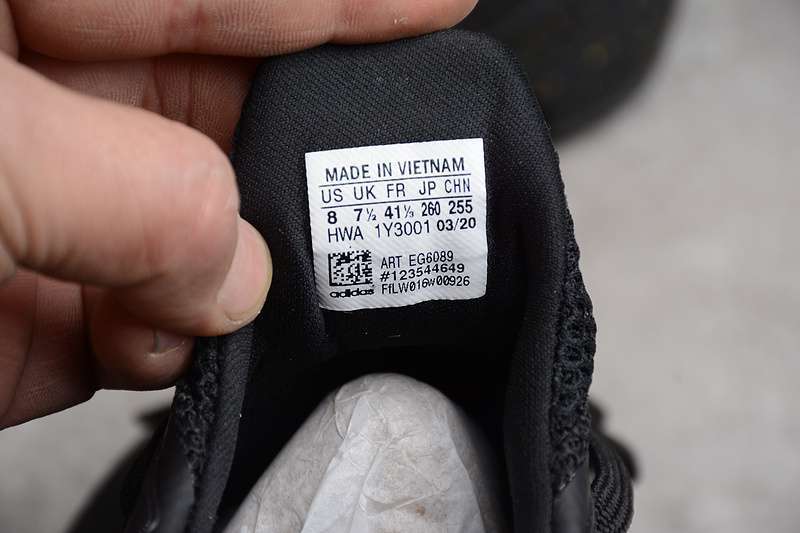 MADE IN VIETNAM
US UK FR JP CHN
8 7½ 41⅓ 260 255
HWA 1Y3001 03/20
ART EG6089
#123544649
adidas FfLW016w00926